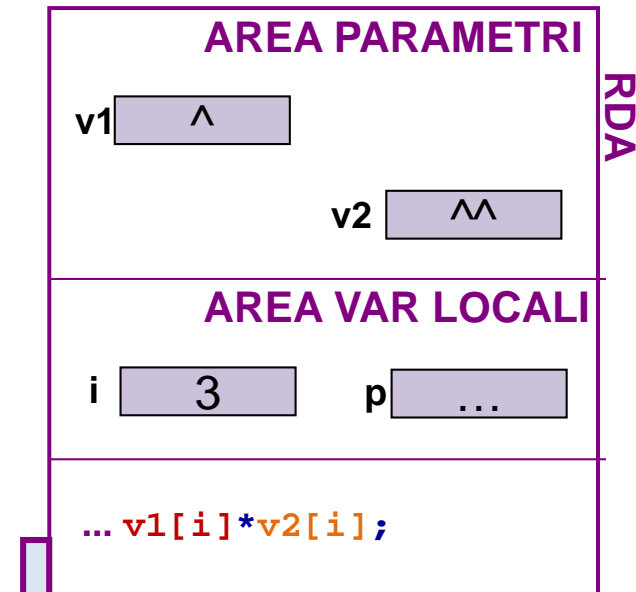 AREA PARAMETRI
RDA
v1 ^
v2 ^^
AREA VAR LOCALI
i 3 p ...
... v1[i]*v2[i];